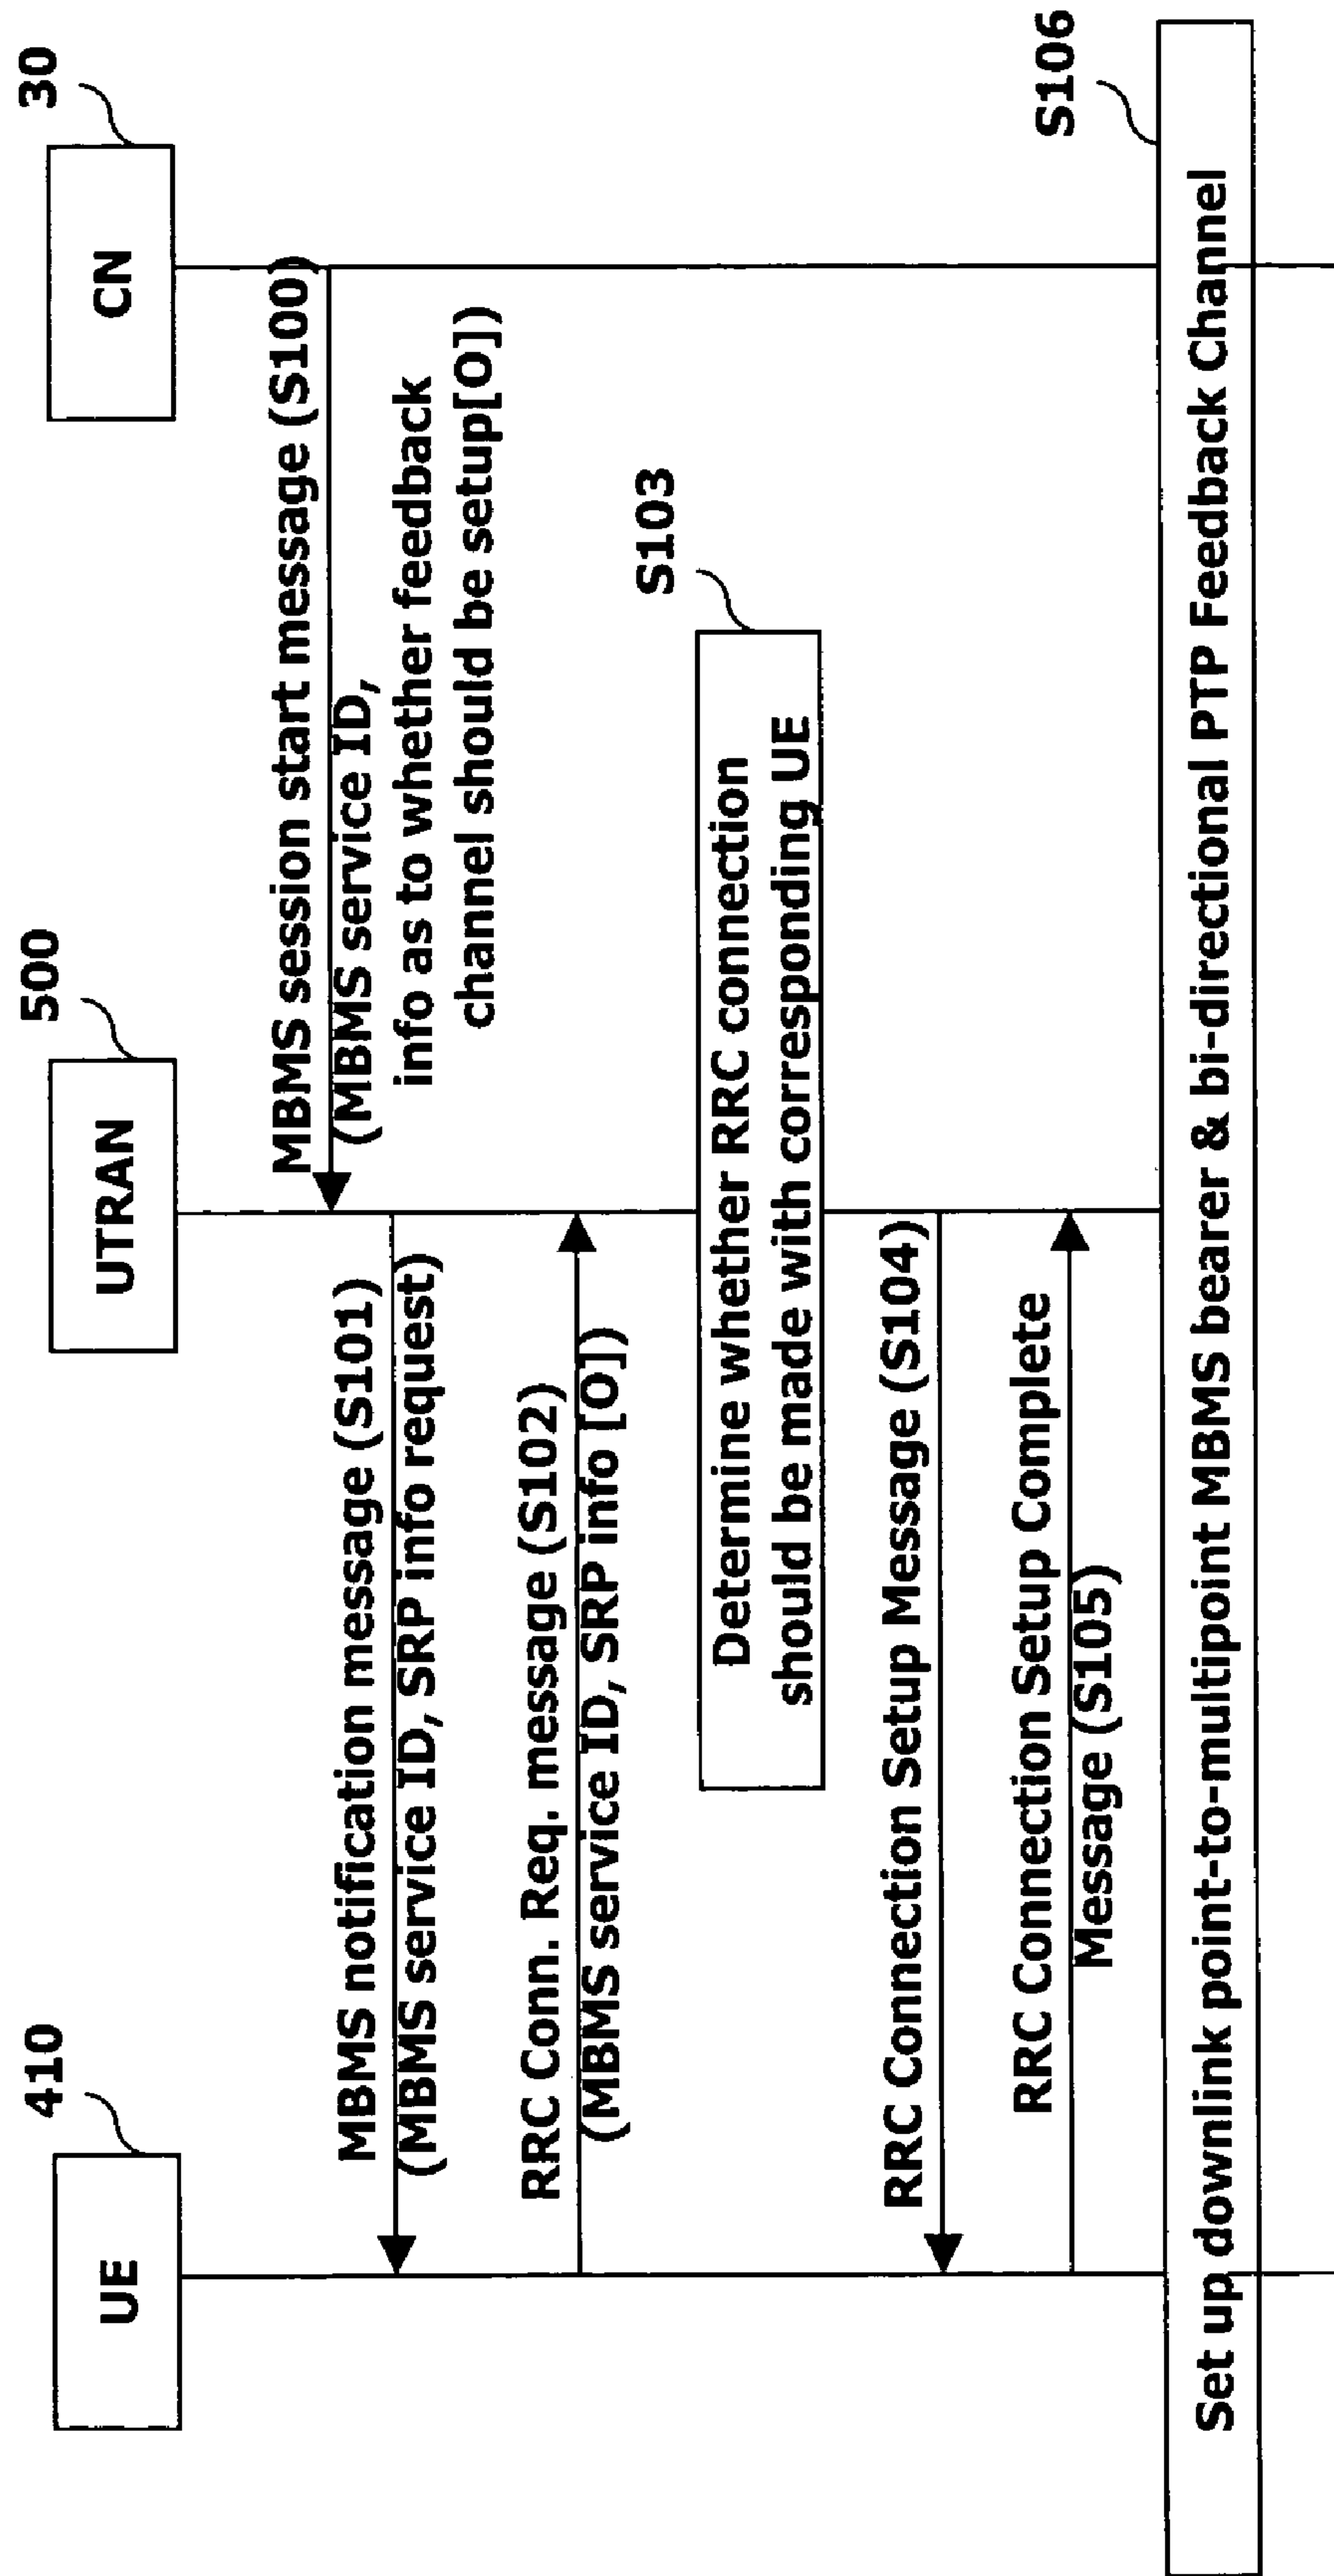 UE
410
UTRAN
500
CN
30
MBMS session start message (S100)
(MBMS service ID,
info as to whether feedback
channel should be setup[O])
MBMS notification message (S101)
(MBMS service ID, SRP info request)
RRC Conn. Req. message (S102)
(MBMS service ID, SRP info [O])
S103
Determine whether RRC connection
should be made with corresponding UE
RRC Connection Setup Message (S104)
RRC Connection Setup Complete
Message (S105)
S106
Set up downlink point-to-multipoint MBMS bearer & bi-directional PTP Feedback Channel